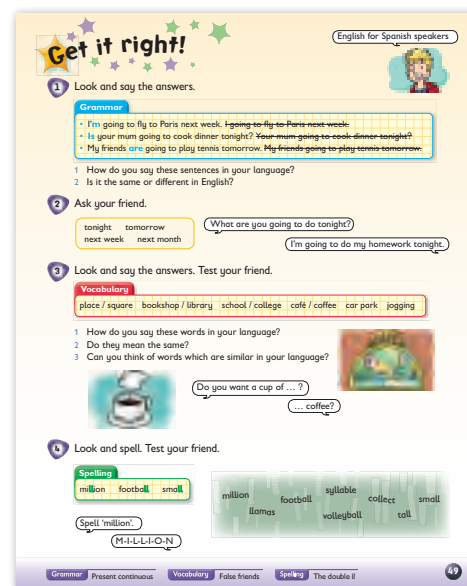 Get it right!
English for Spanish speakers
1 Look and say the answers.
Grammar
• I'm going to fly to Paris next week. I going to fly to Paris next week.
• Is your mum going to cook dinner tonight? Your mum going to cook dinner tonight?
• My friends are going to play tennis tomorrow. My friends going to play tennis tomorrow.
1 How do you say these sentences in your language?
2 Is it the same or different in English?
2 Ask your friend.
tonight tomorrow
next week next month
What are you going to do tonight?
I'm going to do my homework tonight.
3 Look and say the answers. Test your friend.
Vocabulary
place / square bookshop / library school / college café / coffee car park jogging
1 How do you say these words in your language?
2 Do they mean the same?
3 Can you think of words which are similar in your language?
Do you want a cup of ... ?
... coffee?
4 Look and spell. Test your friend.
Spelling
million football small
million football syllable collect small
llamas volleyball tall
Spell 'million'.
M-I-L-L-I-O-N
Grammar Present continuous Vocabulary False friends Spelling The double ll
49